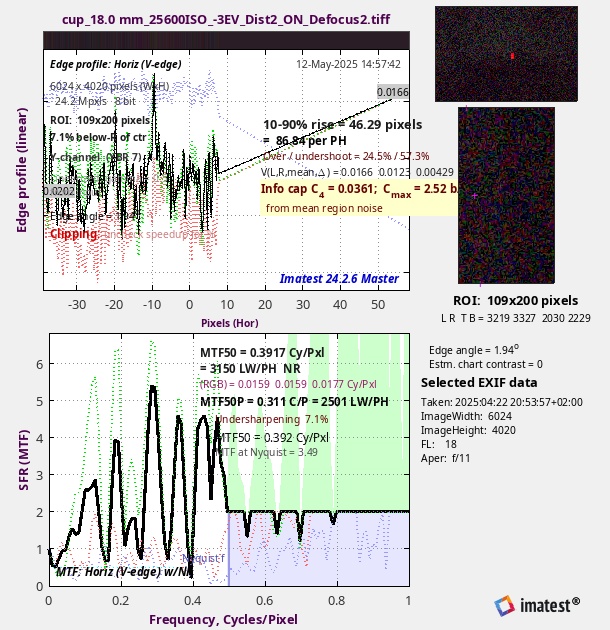 cup_18.0 mm_25600ISO_-3EV_Dist2_ON_Defocus2.tiff
Edge profile: Horiz (V-edge)
12-May-2025 14:57:42
6024 x 4020 pixels (WxH)
24.2 Mpxls 8 bit
ROI: 109x200 pixels
7.1% below-R of ctr
Edge angle = 1.94
Clipping:
0.0202
0.0166
10-90% rise = 46.29 pixels
= 86.84 per PH
Over / undershoot = 24.5% / 57.3%
V(L,R,mean,Δ) =0.0166 0.0123 0.00429
Info cap C4 = 0.0361; Cmax = 2.52 b
from mean region noise
Imatest 24.2.6 Master
Edge profile (linear)
-30 -20 -10 0 10 20 30 40 50
Pixels (Hor)
ROI: 109x200 pixels
L R T B = 3219 3327 2030 2229
Edge angle = 1.94o
Estm. chart contrast = 0
Selected EXIF data
Taken: 2025:04:22 20:53:57+02:00
ImageWidth: 6024
ImageHeight: 4020
FL: 18
Aper: f/11
MTF50 = 0.3917 Cy/Pxl
= 3150 LW/PH NR
(RGB) = 0.0159 0.0159 0.0177 Cy/Pxl
MTF50P = 0.311 C/P = 2501 LW/PH
Undersharpening 7.1%
MTF50 = 0.392 Cy/Pxl
MTF at Nyquist = 3.49
SFR (MTF)
6
5
4
3
2
1
0
Nyquist f
MTF: Horiz (V-edge) w/NR
0 0.2 0.4 0.6 0.8 1
Frequency, Cycles/Pixel
imatest®